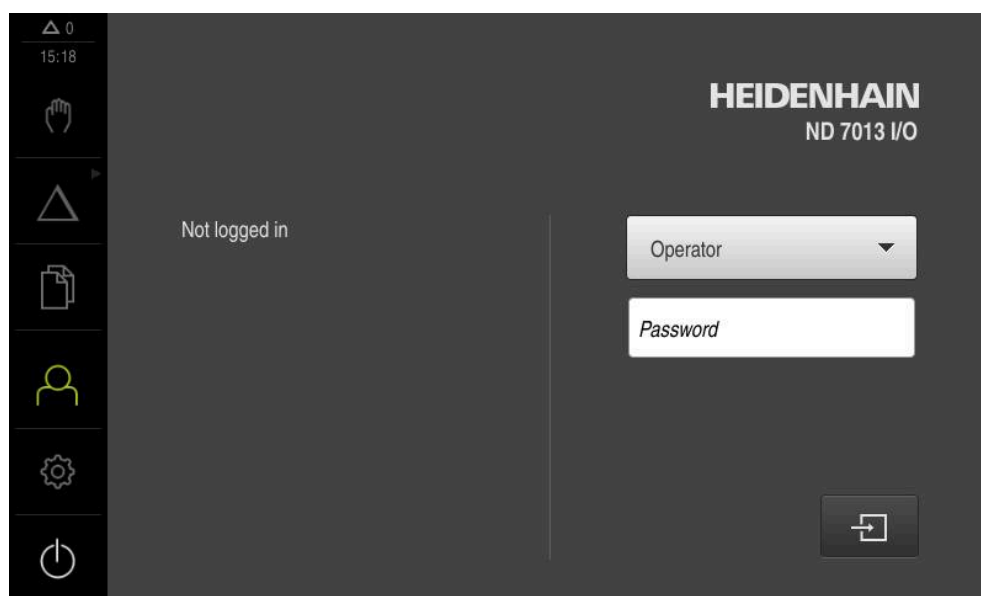 0
15:18
HEIDENHAIN
ND 7013 I/O
Not logged in
Operator
Password